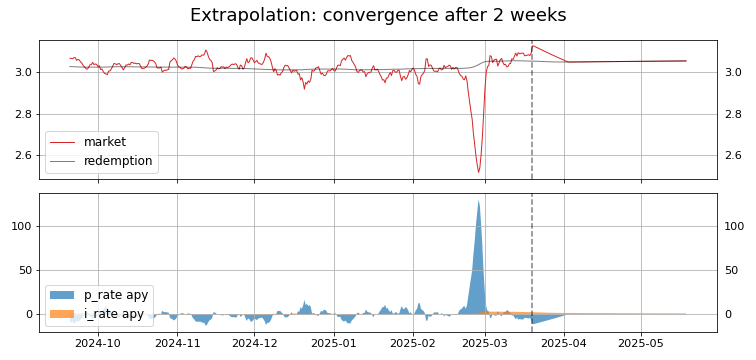 Extrapolation: convergence after 2 weeks
3.0
2.8
2.6
3.0
2.8
2.6
market
redemption
100
50
0
100
50
0
p_rate apy
i_rate apy
2024-10 2024-11 2024-12 2025-01 2025-02 2025-03 2025-04 2025-05